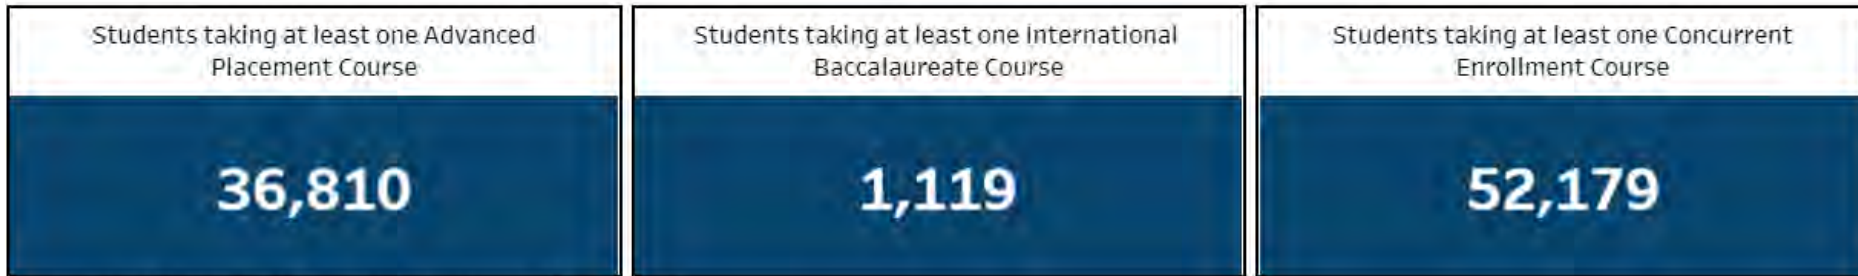 Students taking at least one Advanced
Placement Course
36,810
Students taking at least one International
Baccalaureate Course
1,119
Students taking at least one Concurrent
Enrollment Course
52,179